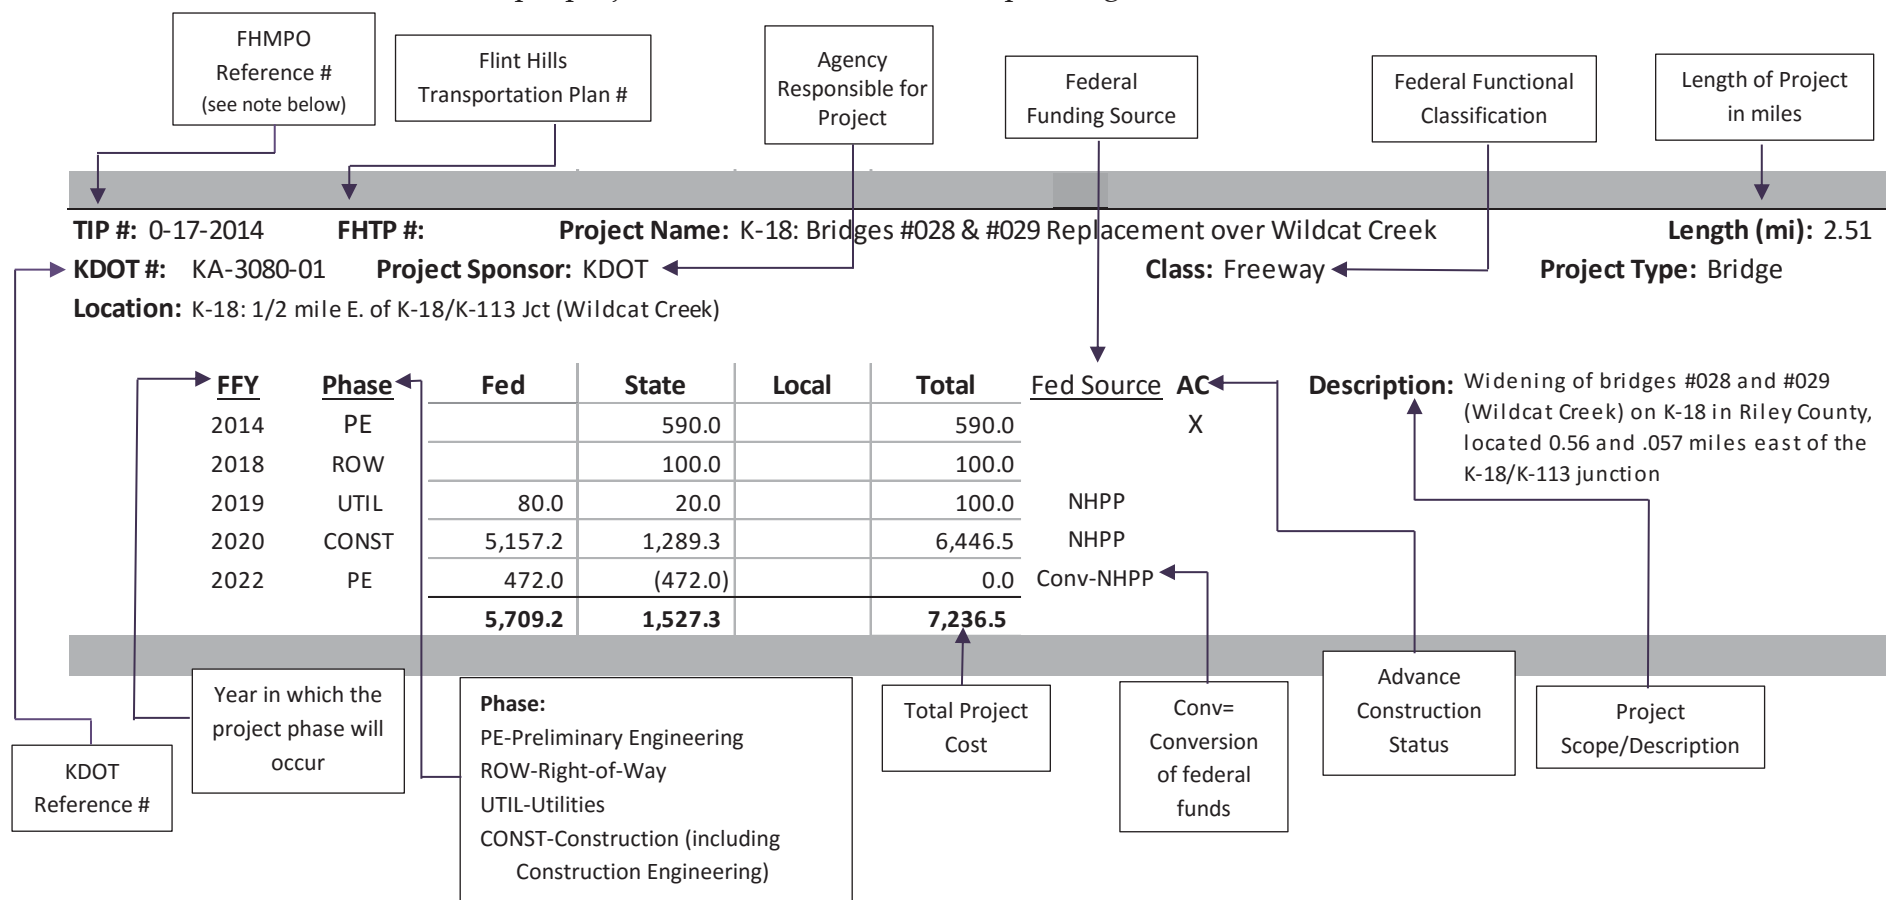 FHMPO
Reference #
(see note below)
Flint Hills
Transportation Plan #
Agency
Responsible for
Project
Federal
Funding Source
Federal Functional
Classification
Length of Project
in miles
TIP #: 0-17-2014 FHTP #: Project Name: K-18: Bridges #028 & #029 Replacement over Wildcat Creek Length (mi): 2.51
KDOT #: KA-3080-01 Project Sponsor: KDOT Class: Freeway Project Type: Bridge
Location: K-18: 1/2 mile E. of K-18/K-113 Jct (Wildcat Creek)
FFY Phase Fed State Local Total Fed Source AC
2014 PE 590.0 590.0 X
2018 ROW 100.0 100.0
2019 UTIL 80.0 20.0 100.0 NHPP
2020 CONST 5,157.2 1,289.3 6,446.5 NHPP
2022 PE 472.0 (472.0) 0.0 Conv-NHPP
5,709.2 1,527.3 7,236.5
Description: Widening of bridges #028 and #029
(Wildcat Creek) on K-18 in Riley County,
located 0.56 and .057 miles east of the
K-18/K-113 junction
KDOT
Reference #
Year in which the
project phase will
occur
Phase:
PE-Preliminary Engineering
ROW-Right-of-Way
UTIL-Utilities
CONST-Construction (including
Construction Engineering)
Total Project
Cost
Conv=
Conversion
of federal
funds
Advance
Construction
Status
Project
Scope/Description